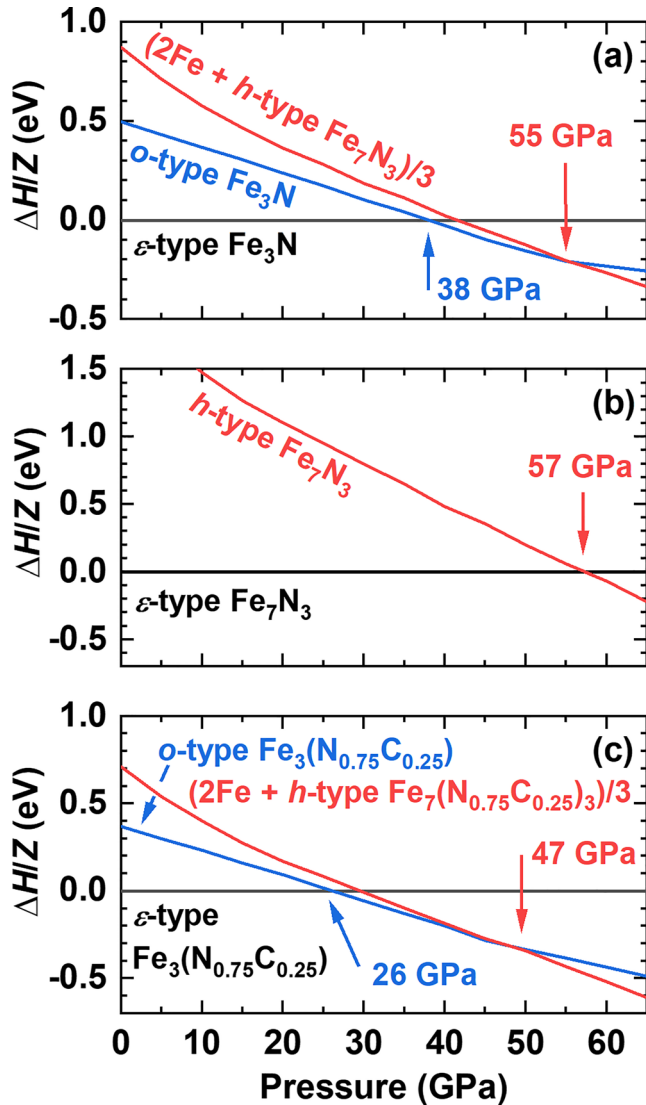 1.0
0.5
0.0
-0.5
ΔH/Z (eV)
(a)
(2Fe + h-type Fe7N3)/3
o-type Fe3N
ε-type Fe3N
55 GPa
38 GPa
1.5
1.0
0.5
0.0
-0.5
ΔH/Z (eV)
(b)
h-type Fe7N3
57 GPa
ε-type Fe7N3
1.0
0.5
0.0
-0.5
ΔH/Z (eV)
(c)
o-type Fe3(N0.75C0.25)
(2Fe + h-type Fe7(N0.75C0.25)3)/3
47 GPa
ε-type
Fe3(N0.75C0.25)
26 GPa
0 10 20 30 40 50 60
Pressure (GPa)